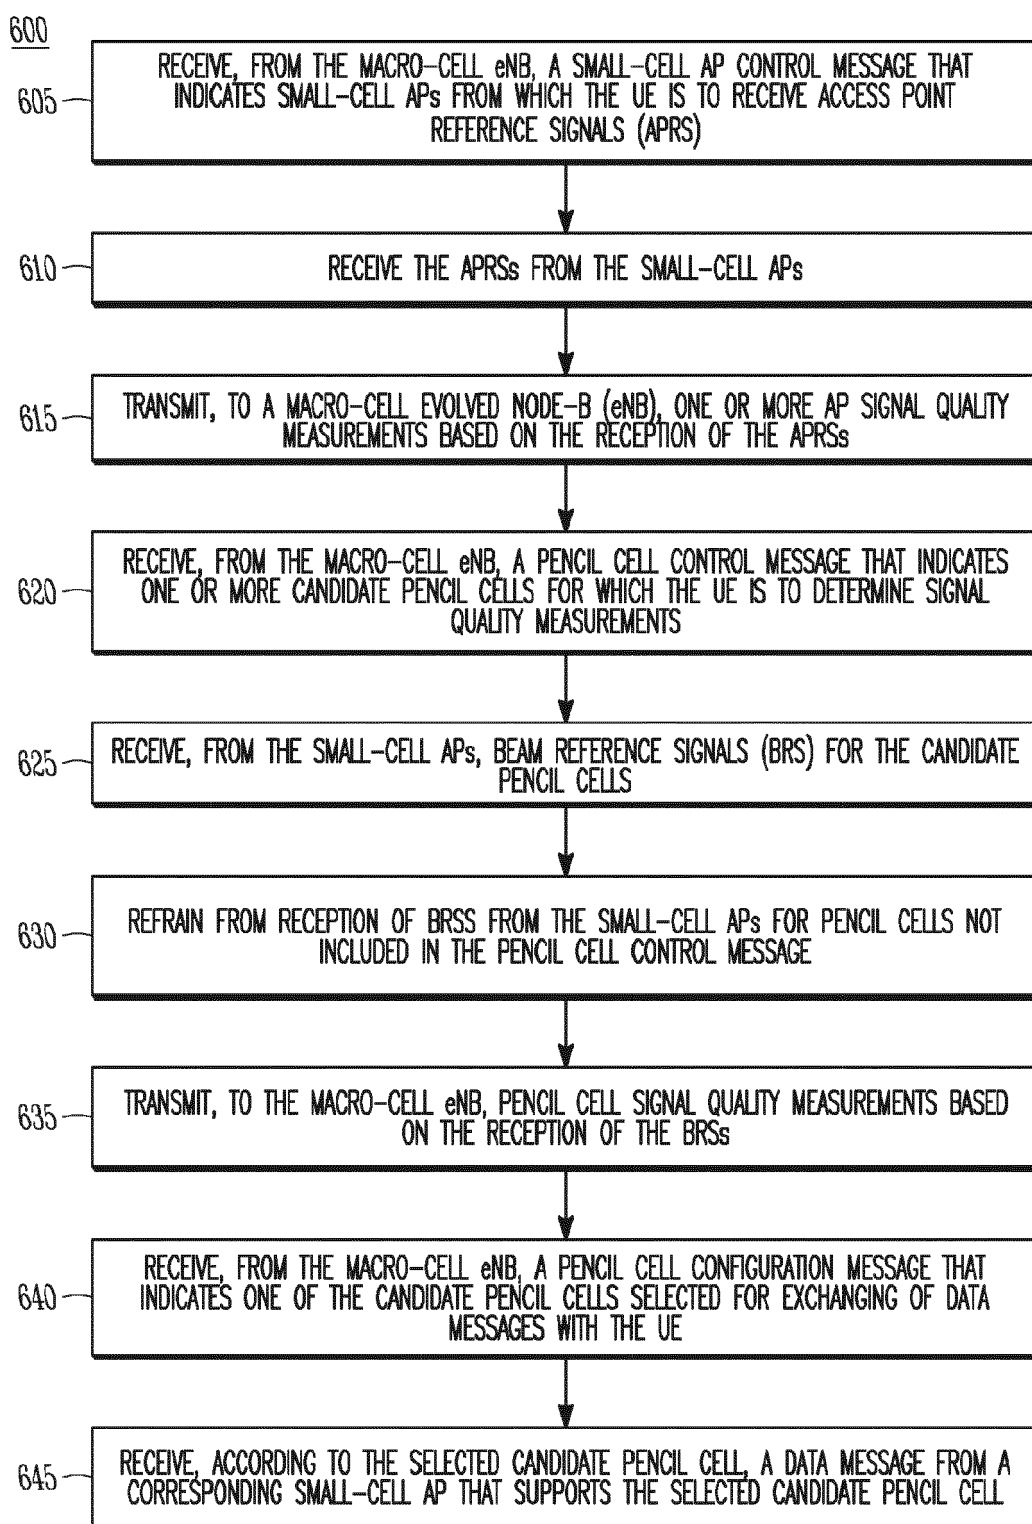 600
RECEIVE, FROM THE MACRO-CELL eNB, A SMALL-CELL AP CONTROL MESSAGE THAT
INDICATES SMALL-CELL APs FROM WHICH THE UE IS TO RECEIVE ACCESS POINT
REFERENCE SIGNALS (APRS)
605
RECEIVE THE APRSs FROM THE SMALL-CELL APs
610
TRANSMIT, TO A MACRO-CELL EVOLVED NODE-B (eNB), ONE OR MORE AP SIGNAL QUALITY
MEASUREMENTS BASED ON THE RECEPTION OF THE APRSs
615
RECEIVE, FROM THE MACRO-CELL eNB, A PENCIL CELL CONTROL MESSAGE THAT INDICATES
ONE OR MORE CANDIDATE PENCIL CELLS FOR WHICH THE UE IS TO DETERMINE SIGNAL
QUALITY MEASUREMENTS
620
RECEIVE, FROM THE SMALL-CELL APs, BEAM REFERENCE SIGNALS (BRS) FOR THE CANDIDATE
PENCIL CELLS
625
REFRAIN FROM RECEPTION OF BRSS FROM THE SMALL-CELL APs FOR PENCIL CELLS NOT
INCLUDED IN THE PENCIL CELL CONTROL MESSAGE
630
TRANSMIT, TO THE MACRO-CELL eNB, PENCIL CELL SIGNAL QUALITY MEASUREMENTS BASED
ON THE RECEPTION OF THE BRSs
635
RECEIVE, FROM THE MACRO-CELL eNB, A PENCIL CELL CONFIGURATION MESSAGE THAT
INDICATES ONE OF THE CANDIDATE PENCIL CELLS SELECTED FOR EXCHANGING OF DATA
MESSAGES WITH THE UE
640
RECEIVE, ACCORDING TO THE SELECTED CANDIDATE PENCIL CELL, A DATA MESSAGE FROM A
CORRESPONDING SMALL-CELL AP THAT SUPPORTS THE SELECTED CANDIDATE PENCIL CELL
645